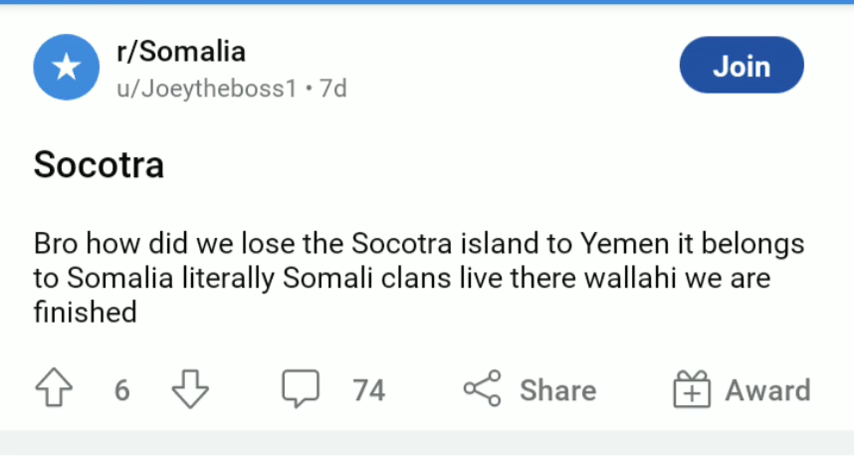 r/Somalia
u/Joeytheboss1 • 7d
Join
Socotra
Bro how did we lose the Socotra island to Yemen it belongs
to Somalia literally Somali clans live there wallahi we are
finished
6 74 Share Award